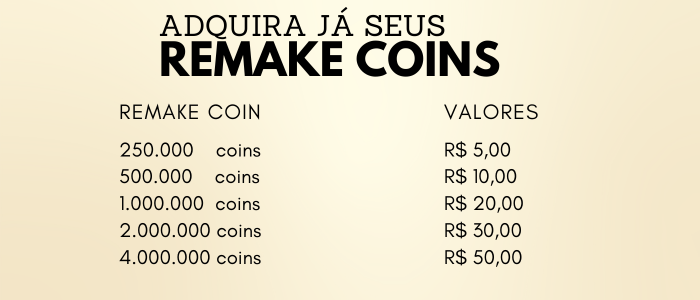 ADQUIRA JÁ SEUS
REMAKE COINS
REMAKE COIN VALORES
250.000 coins R$ 5,00
500.000 coins R$ 10,00
1.000.000 coins R$ 20,00
2.000.000 coins R$ 30,00
4.000.000 coins R$ 50,00